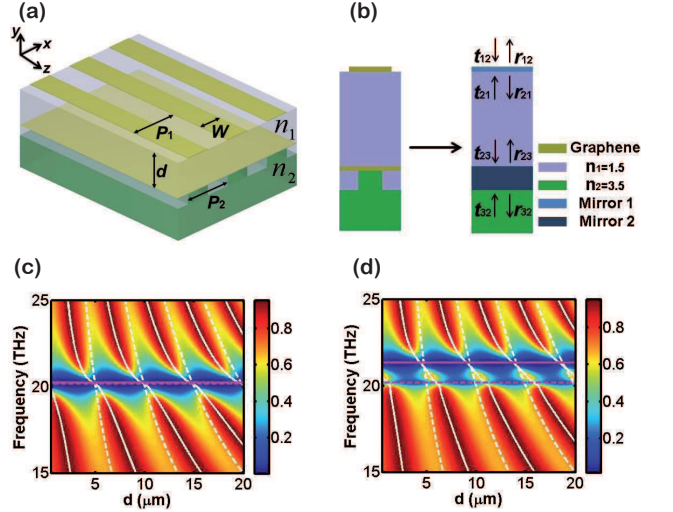 (a)
y
x
z
P1
W
n1
d
n2
P2
(b)
t12 r12
t21 r21
t23 r23
t32 r32
Graphene
n1=1.5
n2=3.5
Mirror 1
Mirror 2
(c)
Frequency (THz)
25
20
15
5 10 15 20
d (μm)
0.8
0.6
0.4
0.2
(d)
Frequency (THz)
25
20
15
5 10 15 20
d (μm)
0.8
0.6
0.4
0.2